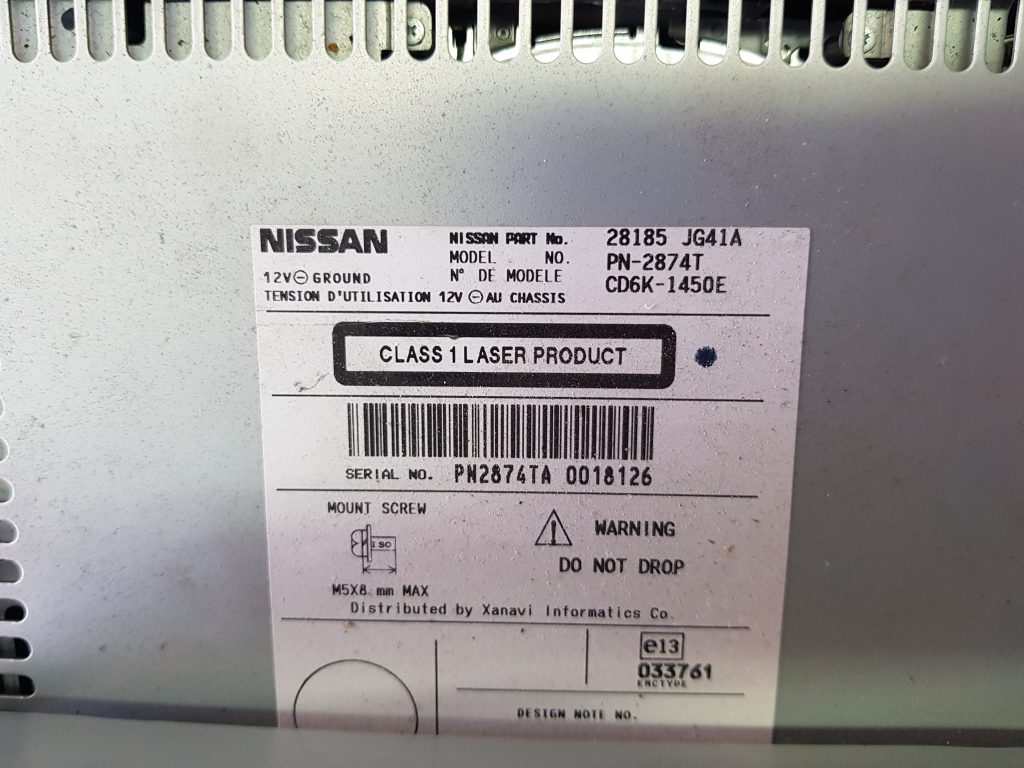 NISSAN
NISSAN PART No. 28185 JG41A
MODEL NO. PN-2874T
N° DE MODELE CD6K-1450E
12V⊖GROUND
TENSION D'UTILISATION 12V ⊖AU CHASSIS
CLASS 1 LASER PRODUCT
SERIAL NO. PN2874TA 0018126
MOUNT SCREW
ISO
M5X8 mm MAX
WARNING
DO NOT DROP
Distributed by Xanavi Informatics Co.
e13
033761
ENCTYPE
DESIGN NOTE NO.